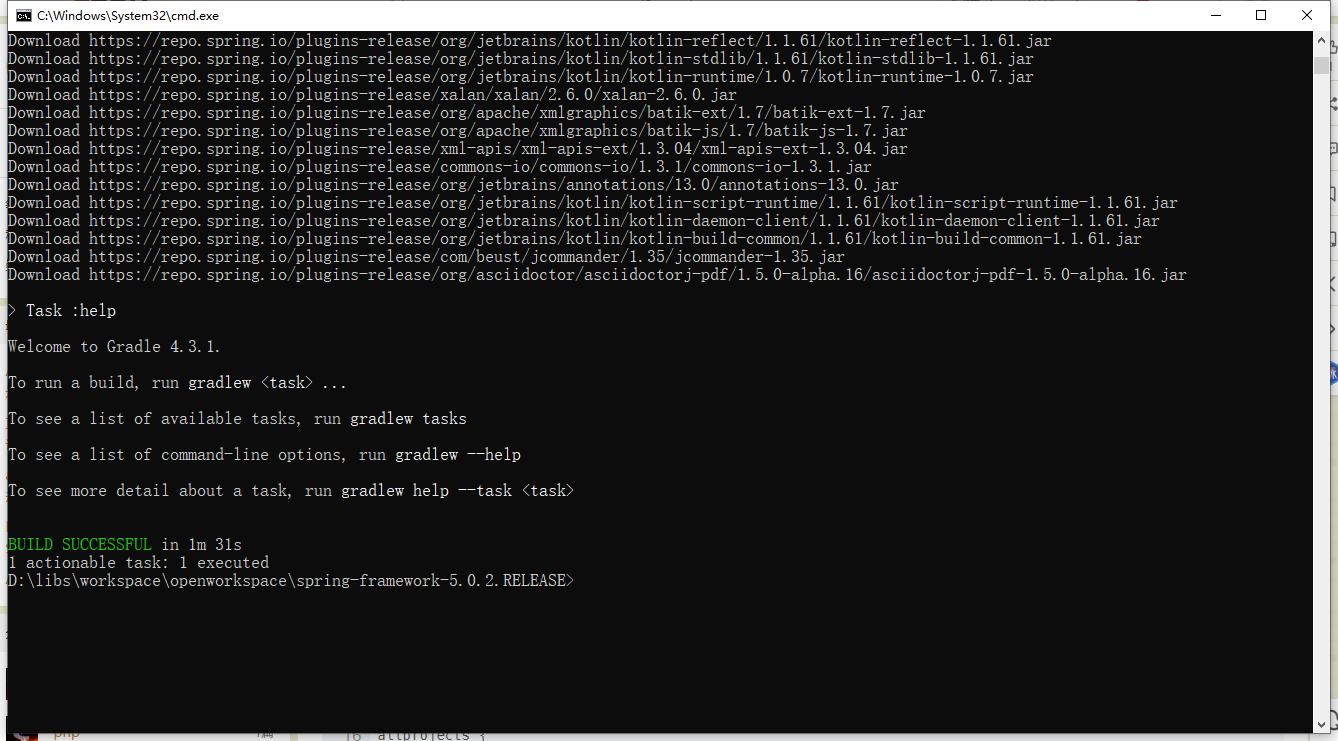 C:\Windows\System32\cmd.exe
Download https://repo.spring.io/plugins-release/org/jetbrains/kotlin/kotlin-reflect/1.1.61/kotlin-reflect-1.1.61.jar
Download https://repo.spring.io/plugins-release/org/jetbrains/kotlin/kotlin-stdlib/1.1.61/kotlin-stdlib-1.1.61.jar
Download https://repo.spring.io/plugins-release/org/jetbrains/kotlin/kotlin-runtime/1.0.7/kotlin-runtime-1.0.7.jar
Download https://repo.spring.io/plugins-release/xalan/xalan/2.6.0/xalan-2.6.0.jar
Download https://repo.spring.io/plugins-release/org/apache/xmlgraphics/batik-ext/1.7/batik-ext-1.7.jar
Download https://repo.spring.io/plugins-release/org/apache/xmlgraphics/batik-js/1.7/batik-js-1.7.jar
Download https://repo.spring.io/plugins-release/xml-apis/xml-apis-ext/1.3.04/xml-apis-ext-1.3.04.jar
Download https://repo.spring.io/plugins-release/commons-io/commons-io/1.3.1/commons-io-1.3.1.jar
Download https://repo.spring.io/plugins-release/org/jetbrains/annotations/13.0/annotations-13.0.jar
Download https://repo.spring.io/plugins-release/org/jetbrains/kotlin/kotlin-script-runtime/1.1.61/kotlin-script-runtime-1.1.61.jar
Download https://repo.spring.io/plugins-release/org/jetbrains/kotlin/kotlin-daemon-client/1.1.61/kotlin-daemon-client-1.1.61.jar
Download https://repo.spring.io/plugins-release/org/jetbrains/kotlin/kotlin-build-common/1.1.61/kotlin-build-common-1.1.61.jar
Download https://repo.spring.io/plugins-release/com/beust/jcommander/1.35/jcommander-1.35.jar
Download https://repo.spring.io/plugins-release/org/asciidoctor/asciidoctorj-pdf/1.5.0-alpha.16/asciidoctorj-pdf-1.5.0-alpha.16.jar
> Task :help
Welcome to Gradle 4.3.1.
To run a build, run gradlew <task> ...
To see a list of available tasks, run gradlew tasks
To see a list of command-line options, run gradlew --help
To see more detail about a task, run gradlew help --task <task>
BUILD SUCCESSFUL in 1m 31s
1 actionable task: 1 executed
D:\libs\workspace\openworkspace\spring-framework-5.0.2.RELEASE>
php
16 allprojects {